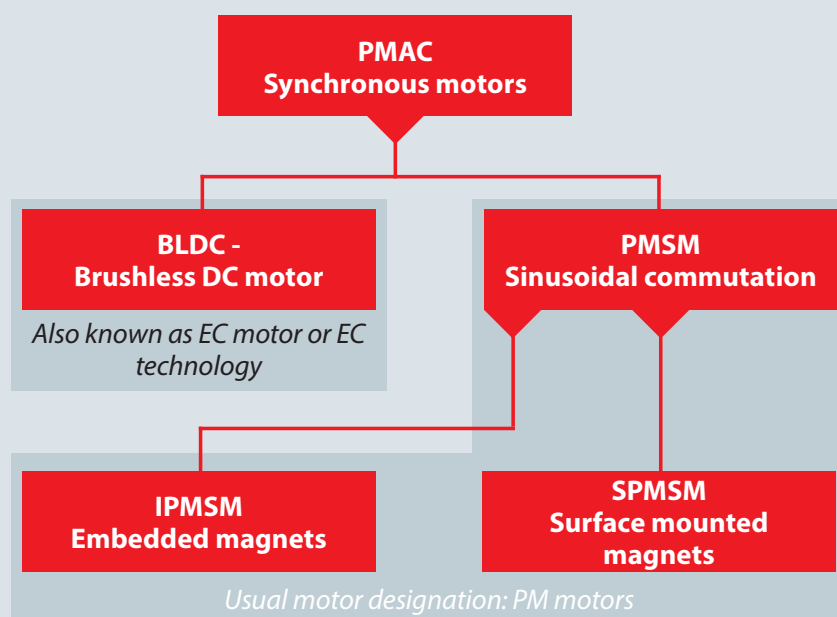 PMAC
Synchronous motors
BLDC -
Brushless DC motor
PMSM
Sinusoidal commutation
Also known as EC motor or EC
technology
IPMSM
Embedded magnets
SPMSM
Surface mounted
magnets
Usual motor designation: PM motors